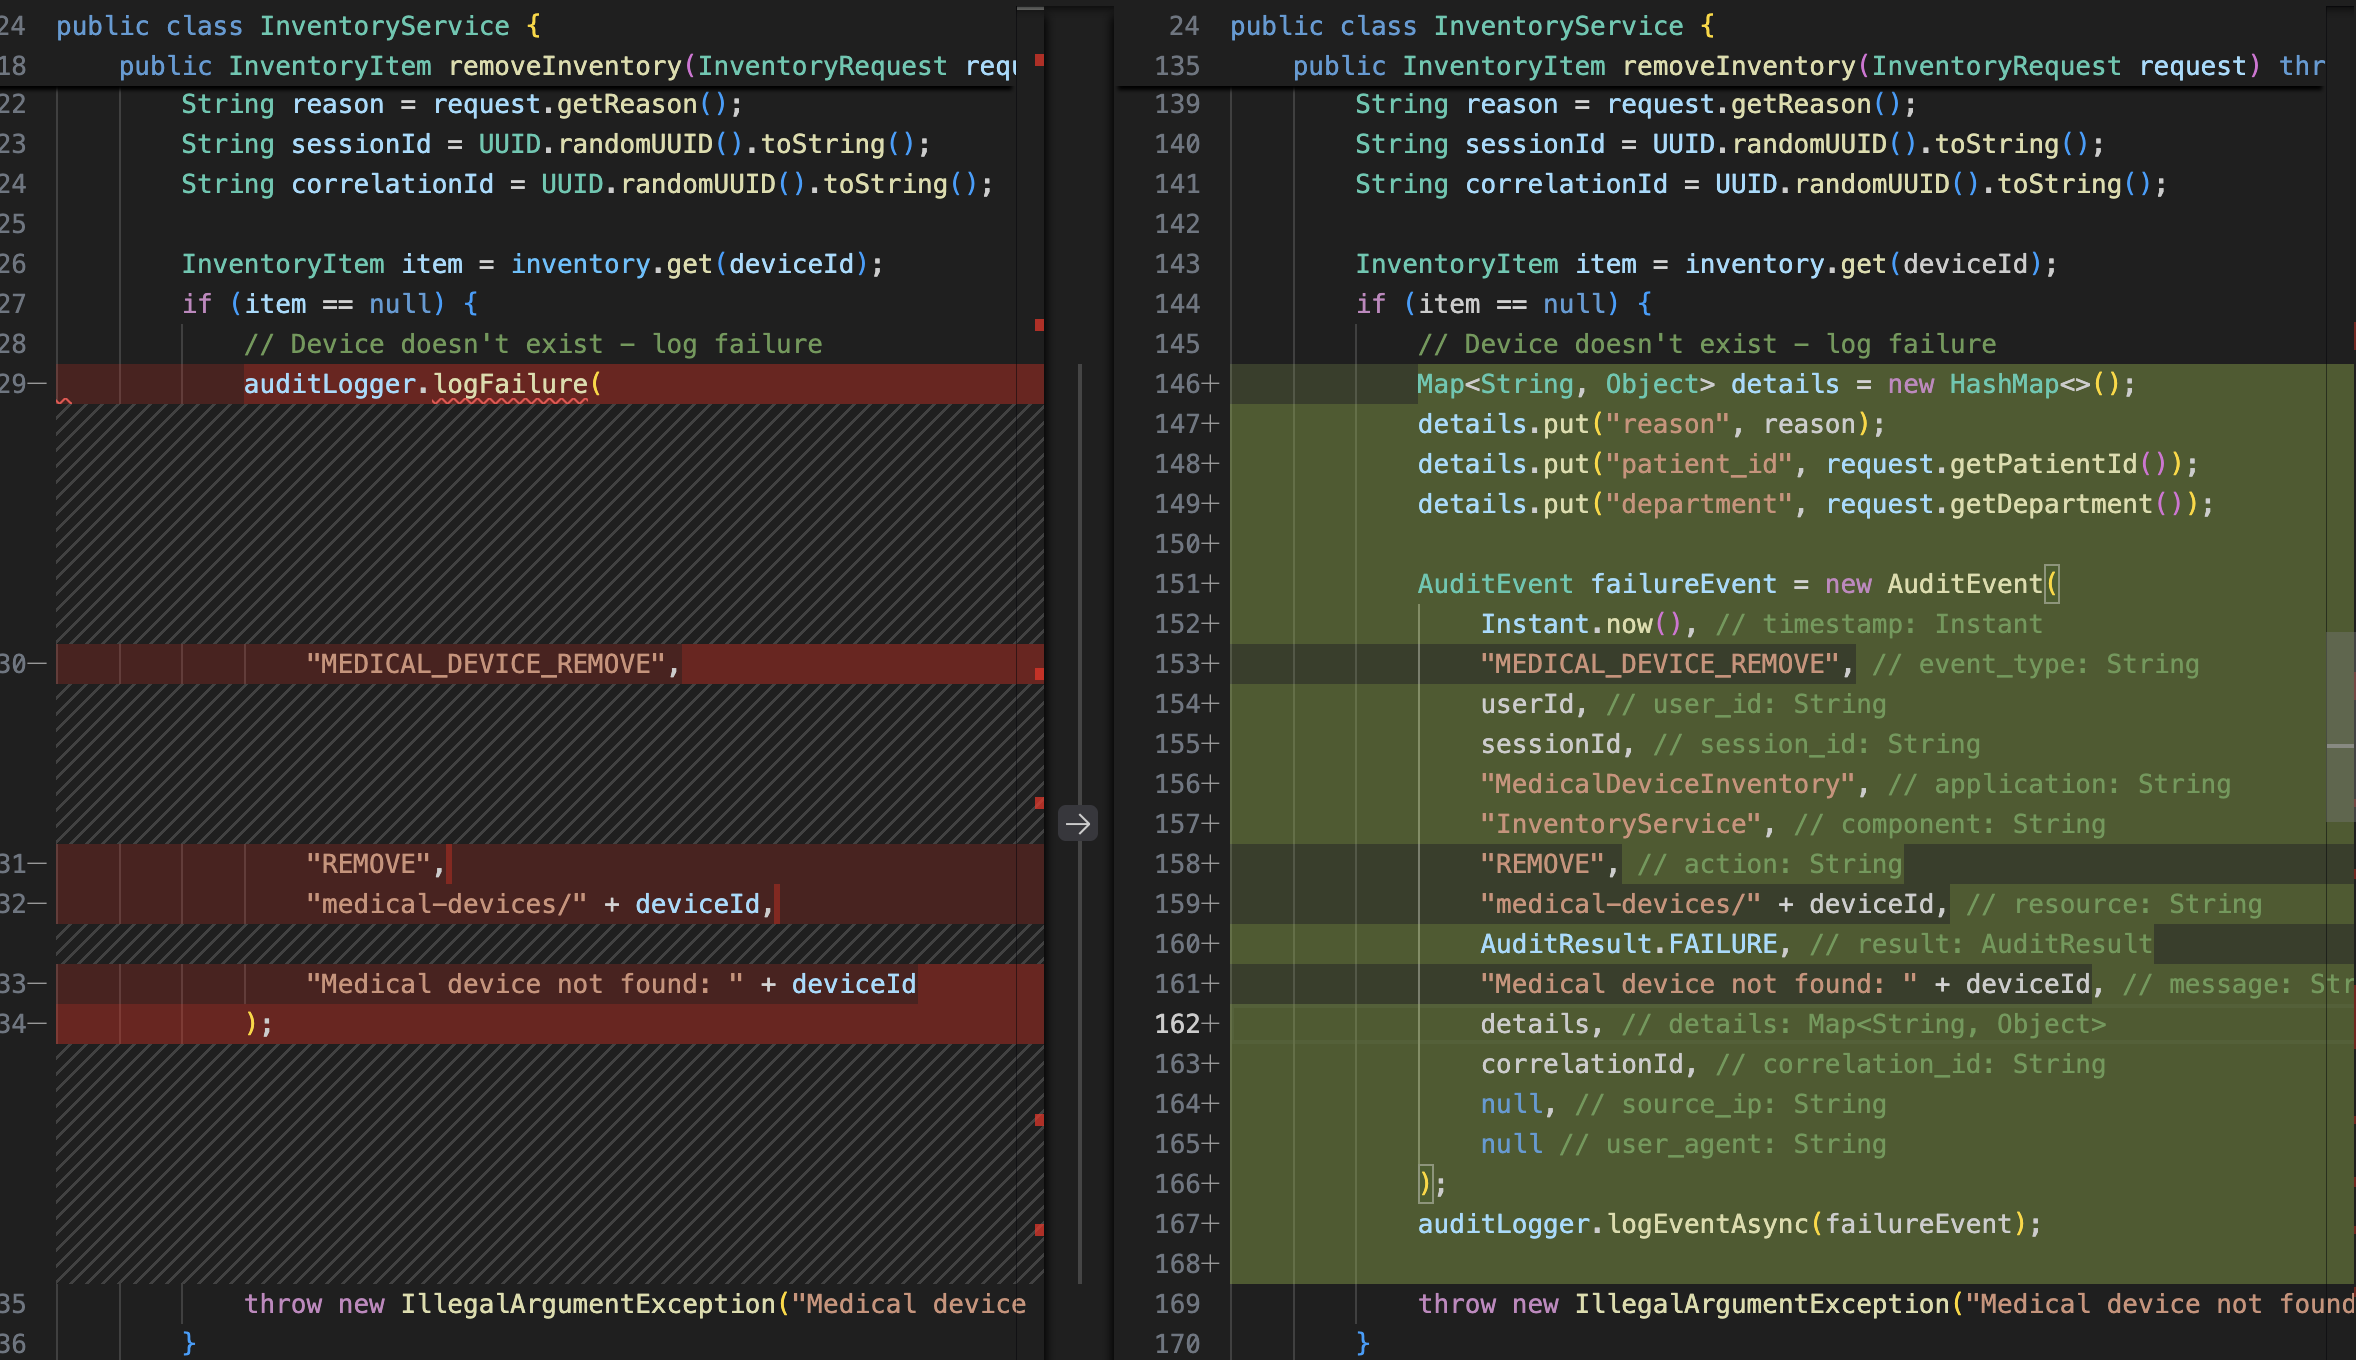 24 public class InventoryService {
18 public InventoryItem removeInventory(InventoryRequest requ
22 String reason = request.getReason();
23 String sessionId = UUID.randomUUID().toString();
24 String correlationId = UUID.randomUUID().toString();
25
26 InventoryItem item = inventory.get(deviceId);
27 if (item == null) {
28 // Device doesn't exist – log failure
29— auditLogger.logFailure(
30— "MEDICAL_DEVICE_REMOVE",
31— "REMOVE",
32— "medical-devices/" + deviceId,
33— "Medical device not found: " + deviceId
34— );
35 throw new IllegalArgumentException("Medical device
36 }
→
24 public class InventoryService {
135 public InventoryItem removeInventory(InventoryRequest request) thr
139 String reason = request.getReason();
140 String sessionId = UUID.randomUUID().toString();
141 String correlationId = UUID.randomUUID().toString();
142
143 InventoryItem item = inventory.get(deviceId);
144 if (item == null) {
145 // Device doesn't exist – log failure
146+ Map<String, Object> details = new HashMap<>();
147+ details.put("reason", reason);
148+ details.put("patient_id", request.getPatientId());
149+ details.put("department", request.getDepartment());
150+
151+ AuditEvent failureEvent = new AuditEvent(
152+ Instant.now(), // timestamp: Instant
153+ "MEDICAL_DEVICE_REMOVE", // event_type: String
154+ userId, // user_id: String
155+ sessionId, // session_id: String
156+ "MedicalDeviceInventory", // application: String
157+ "InventoryService", // component: String
158+ "REMOVE", // action: String
159+ "medical-devices/" + deviceId, // resource: String
160+ AuditResult.FAILURE, // result: AuditResult
161+ "Medical device not found: " + deviceId, // message: Str
162+ details, // details: Map<String, Object>
163+ correlationId, // correlation_id: String
164+ null, // source_ip: String
165+ null // user_agent: String
166+ );
167+ auditLogger.logEventAsync(failureEvent);
168+
169 throw new IllegalArgumentException("Medical device not found
170 }